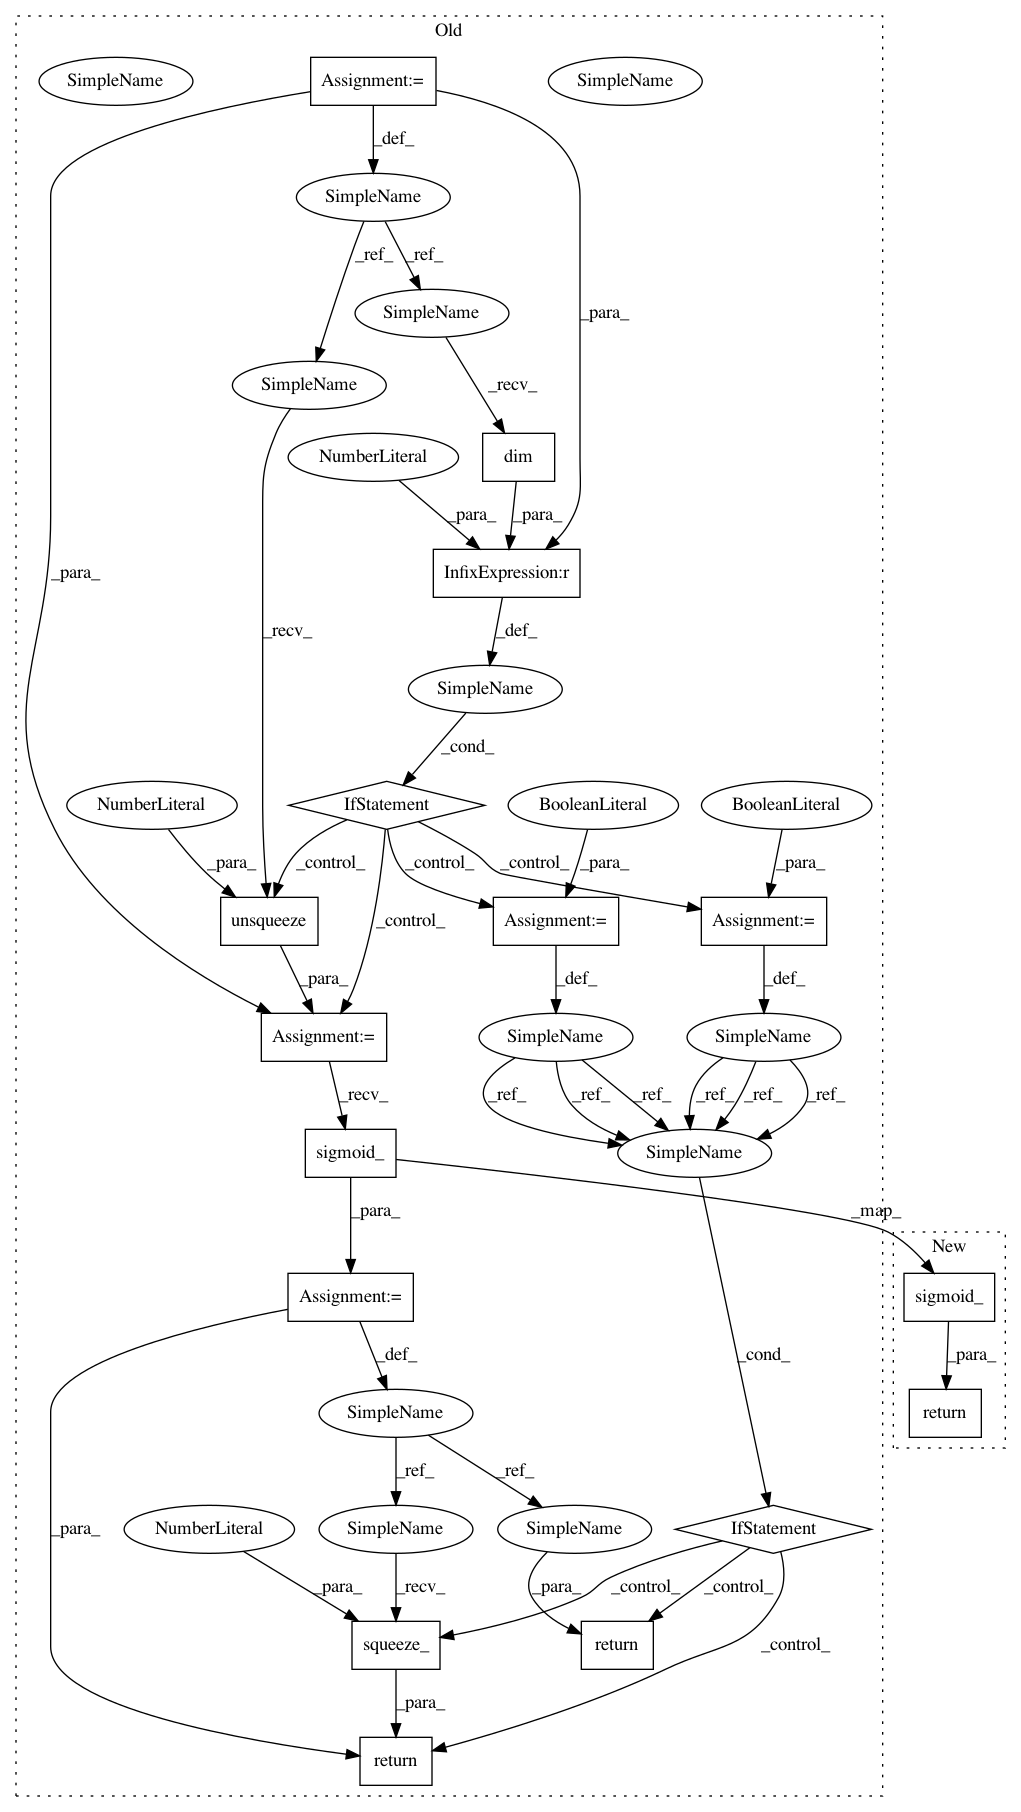 Old
SimpleName
Assignment:=
SimpleName
_def_
SimpleName
_ref_
_ref_
SimpleName
_para_
SimpleName
_recv_
NumberLiteral
dim
_para_
_para_
_para_
InfixExpression:r
_recv_
_def_
SimpleName
_cond_
NumberLiteral
IfStatement
BooleanLiteral
BooleanLiteral
_para_
_control_
_control_
_para_
_control_
_para_
unsqueeze
_control_
Assignment:=
Assignment:=
_para_
_def_
_def_
Assignment:=
SimpleName
SimpleName
_recv_
_ref_
_ref_
_ref_
_ref_
_ref_
_ref_
sigmoid_
SimpleName
_para_
_map_
New
Assignment:=
sigmoid_
_def_
_cond_
_para_
SimpleName
return
_ref_
_ref_
NumberLiteral
SimpleName
SimpleName
IfStatement
_para_
_para_
_recv_
_para_
_control_
_control_
squeeze_
return
_control_
_para_
return